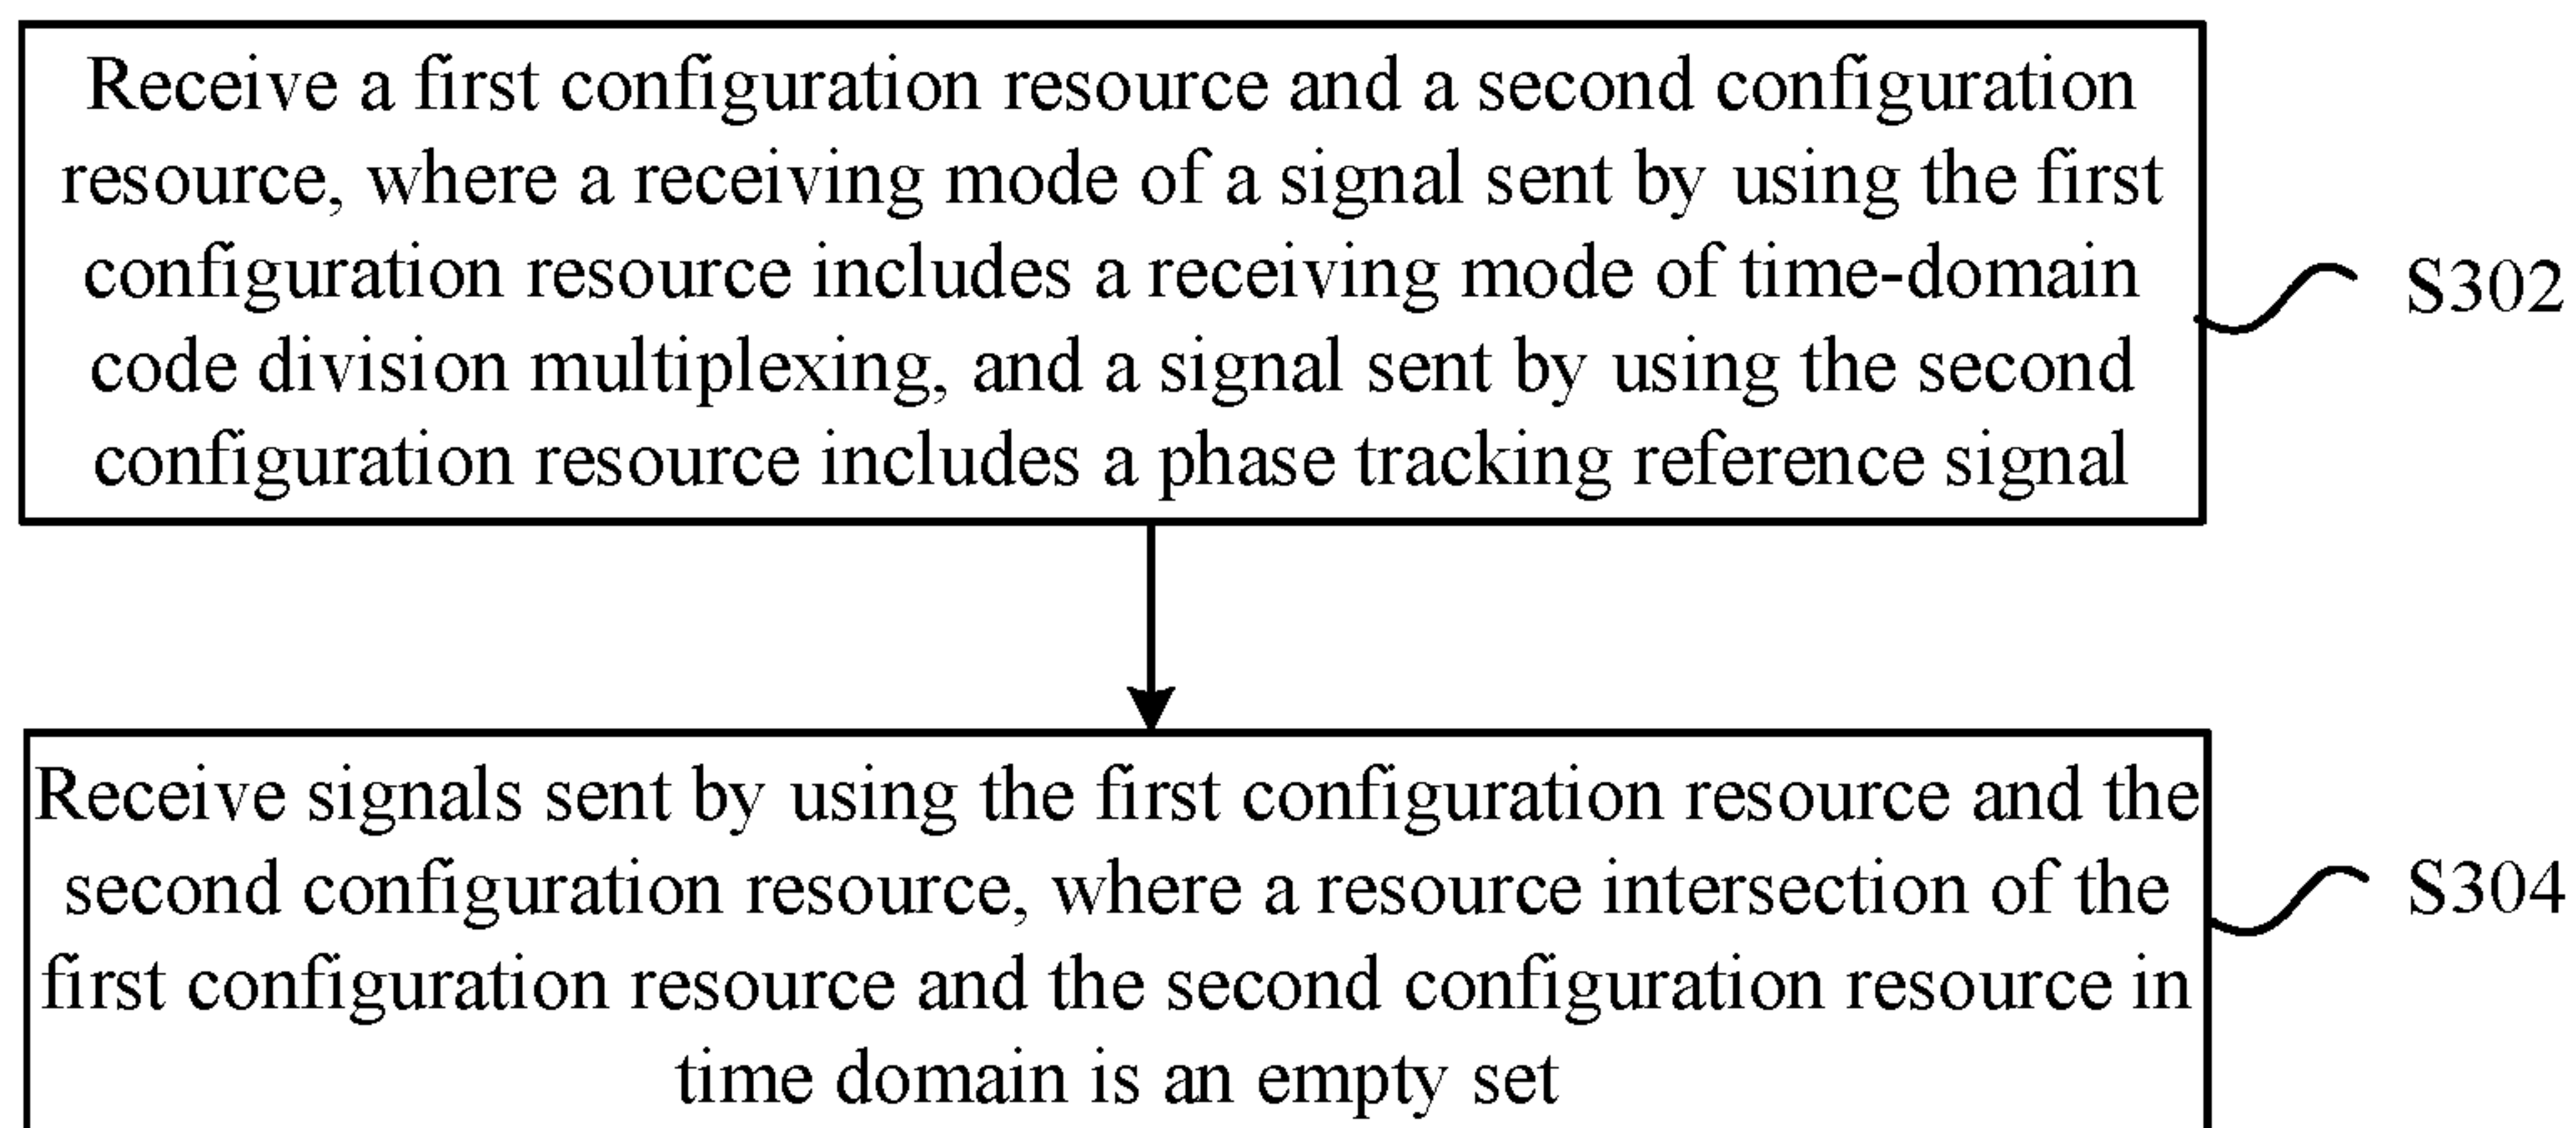 Receive a first configuration resource and a second configuration
resource, where a receiving mode of a signal sent by using the first
configuration resource includes a receiving mode of time-domain
code division multiplexing, and a signal sent by using the second
configuration resource includes a phase tracking reference signal
S302
Receive signals sent by using the first configuration resource and the
second configuration resource, where a resource intersection of the
first configuration resource and the second configuration resource in
time domain is an empty set
S304